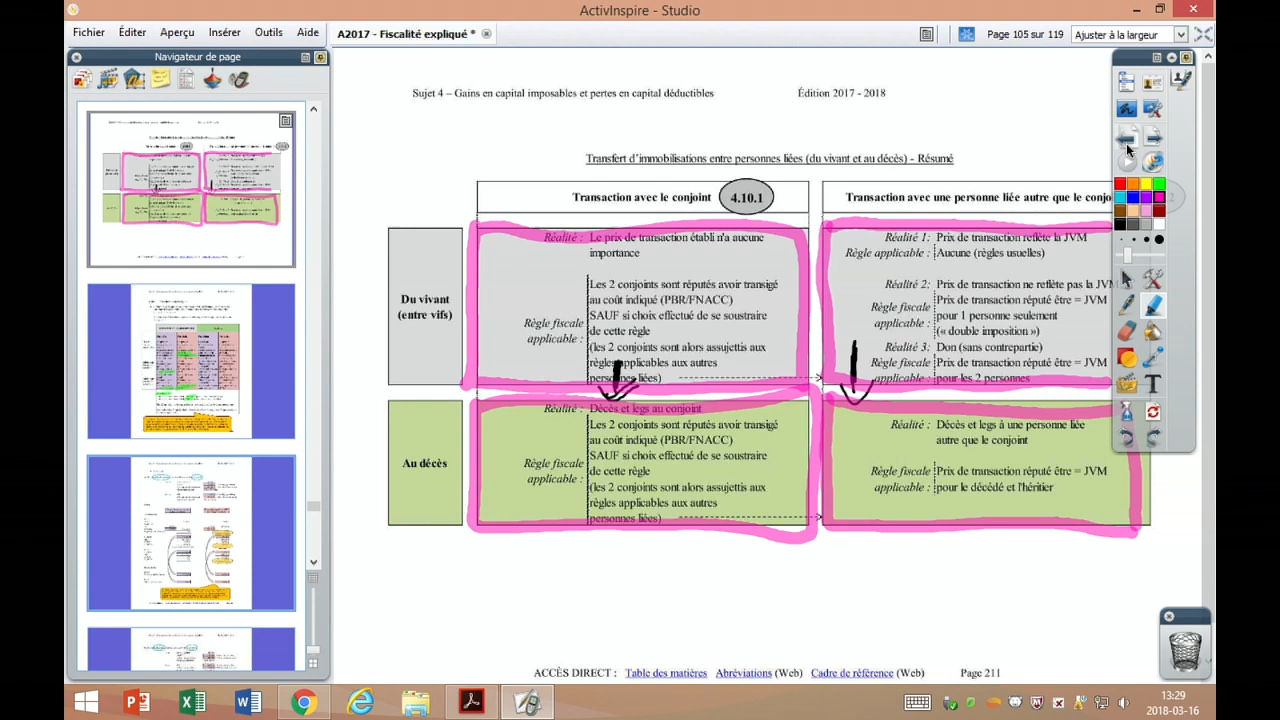 ActivInspire - Studio
Fichier Éditer Aperçu Insérer Outils Aide
A2017 - Fiscalité expliqué *
Page 105 sur 119
Ajuster à la largeur
Navigateur de page
Sujet 4 – Gains en capital imposables et pertes en capital déductibles
Édition 2017 - 2018
Transfert d'immobilisations entre personnes liées (du vivant et au décès) - Résumé
Transaction avec le conjoint
4.10.1
Transaction avec une personne liée autre que le conjo
Du vivant
(entre vifs)
Réalité : Le prix de transaction établi n'a aucune
importance
Règle fiscale
applicable :
Les 2 conjoints sont réputés avoir transigé
au coût indiqué (PBR/FNACC)
SAUF si choix effectué de se soustraire
de cette règle
(les 2 conjoints sont alors assujettis aux
règles applicables aux autres
personnes liées)
Réalité 1: Prix de transaction reflète la JVM
Règle applicable : Aucune (règles usuelles)
Réalité 2: Prix de transaction ne reflète pas la JVM
Règle fiscale
applicable :
Prix de transaction réputé être = JVM
pour 1 personne seulement
(« double imposition »)
Réalité 3: Don (sans contrepartie)
Règle fiscale Prix de transaction réputé être = JVM
applicable : pour les 2 personnes
Au décès
Réalité : Décès et legs au conjoint
Règle fiscale
applicable :
Les 2 conjoints sont réputés avoir transigé
au coût indiqué (PBR/FNACC)
SAUF si choix effectué de se soustraire
de cette règle
(les 2 conjoints sont alors assujettis aux
règles applicables aux autres
personnes liées)
Réalité : Décès et legs à une personne liée
autre que le conjoint
Règle fiscale Prix de transaction réputé être = JVM
applicable : pour le décédé et l'héritier
ACCÈS DIRECT : Table des matières Abréviations (Web) Cadre de référence (Web) Page 211
13:29
2018-03-16